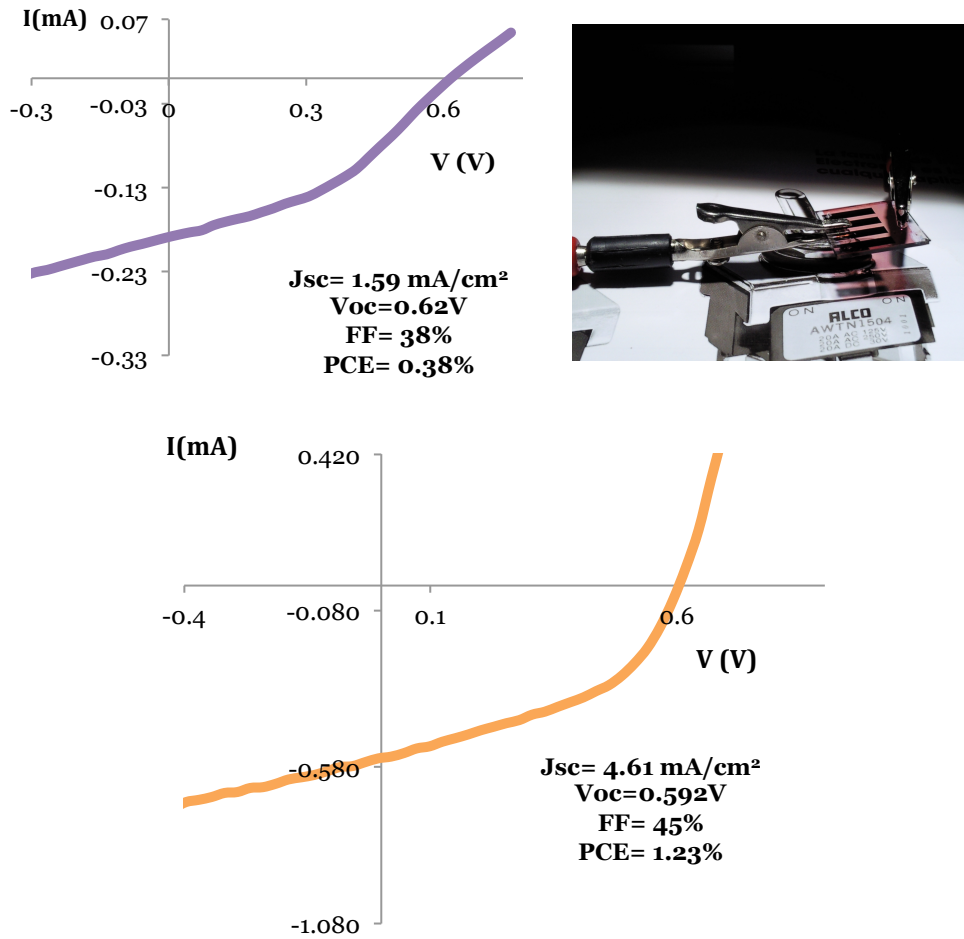 I(mA)
0.07
-0.3
-0.03
0
0.3
0.6
V (V)
-0.13
-0.23
-0.33
Jsc= 1.59 mA/cm²
Voc=0.62V
FF= 38%
PCE= 0.38%
ON
ALCO
ON
AWTN1504
20A AC 125V
I(mA)
0.420
-0.4
-0.080
0.1
0.6
V (V)
-0.580
Jsc= 4.61 mA/cm²
Voc=0.592V
FF= 45%
PCE= 1.23%
-1.080